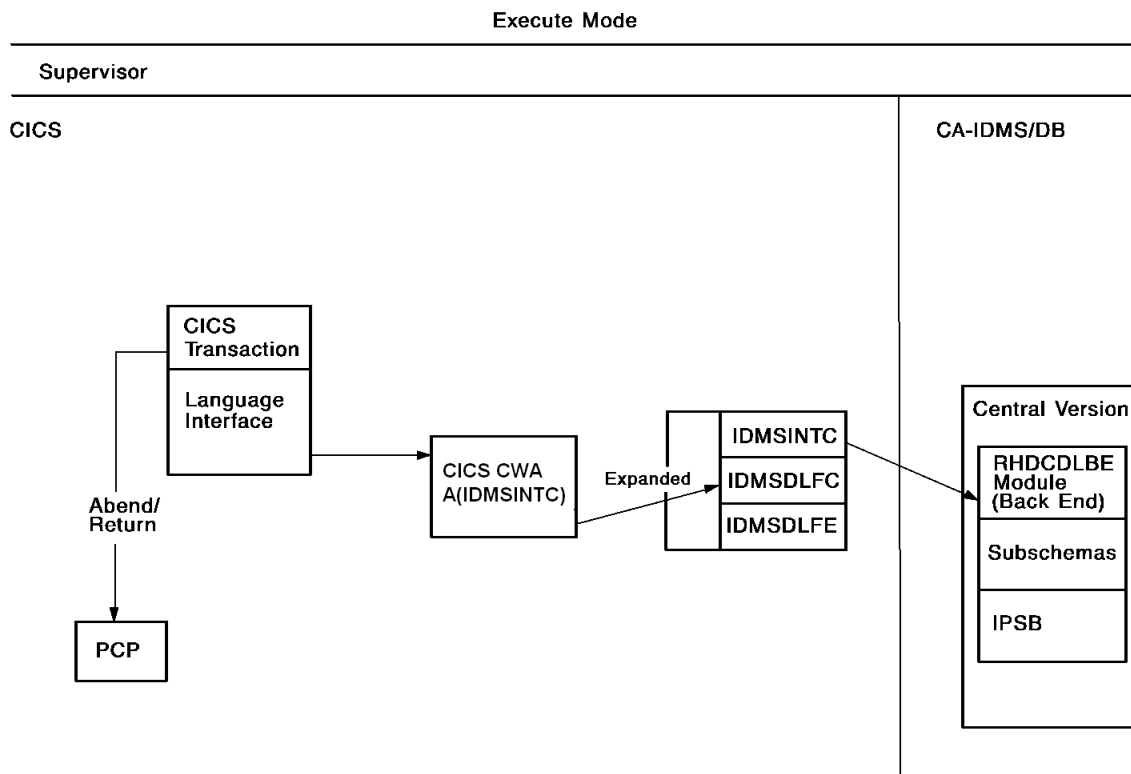 Execute Mode
Supervisor
CICS
CA-IDMS/DB
CICS
Transaction
Language
Interface
Abend/
Return
PCP
CICS CWA
A(IDMSINTC)
Expanded
IDMSINTC
IDMSDLFC
IDMSDLFE
Central Version
RHDCDLBE
Module
(Back End)
Subschemas
IPSB